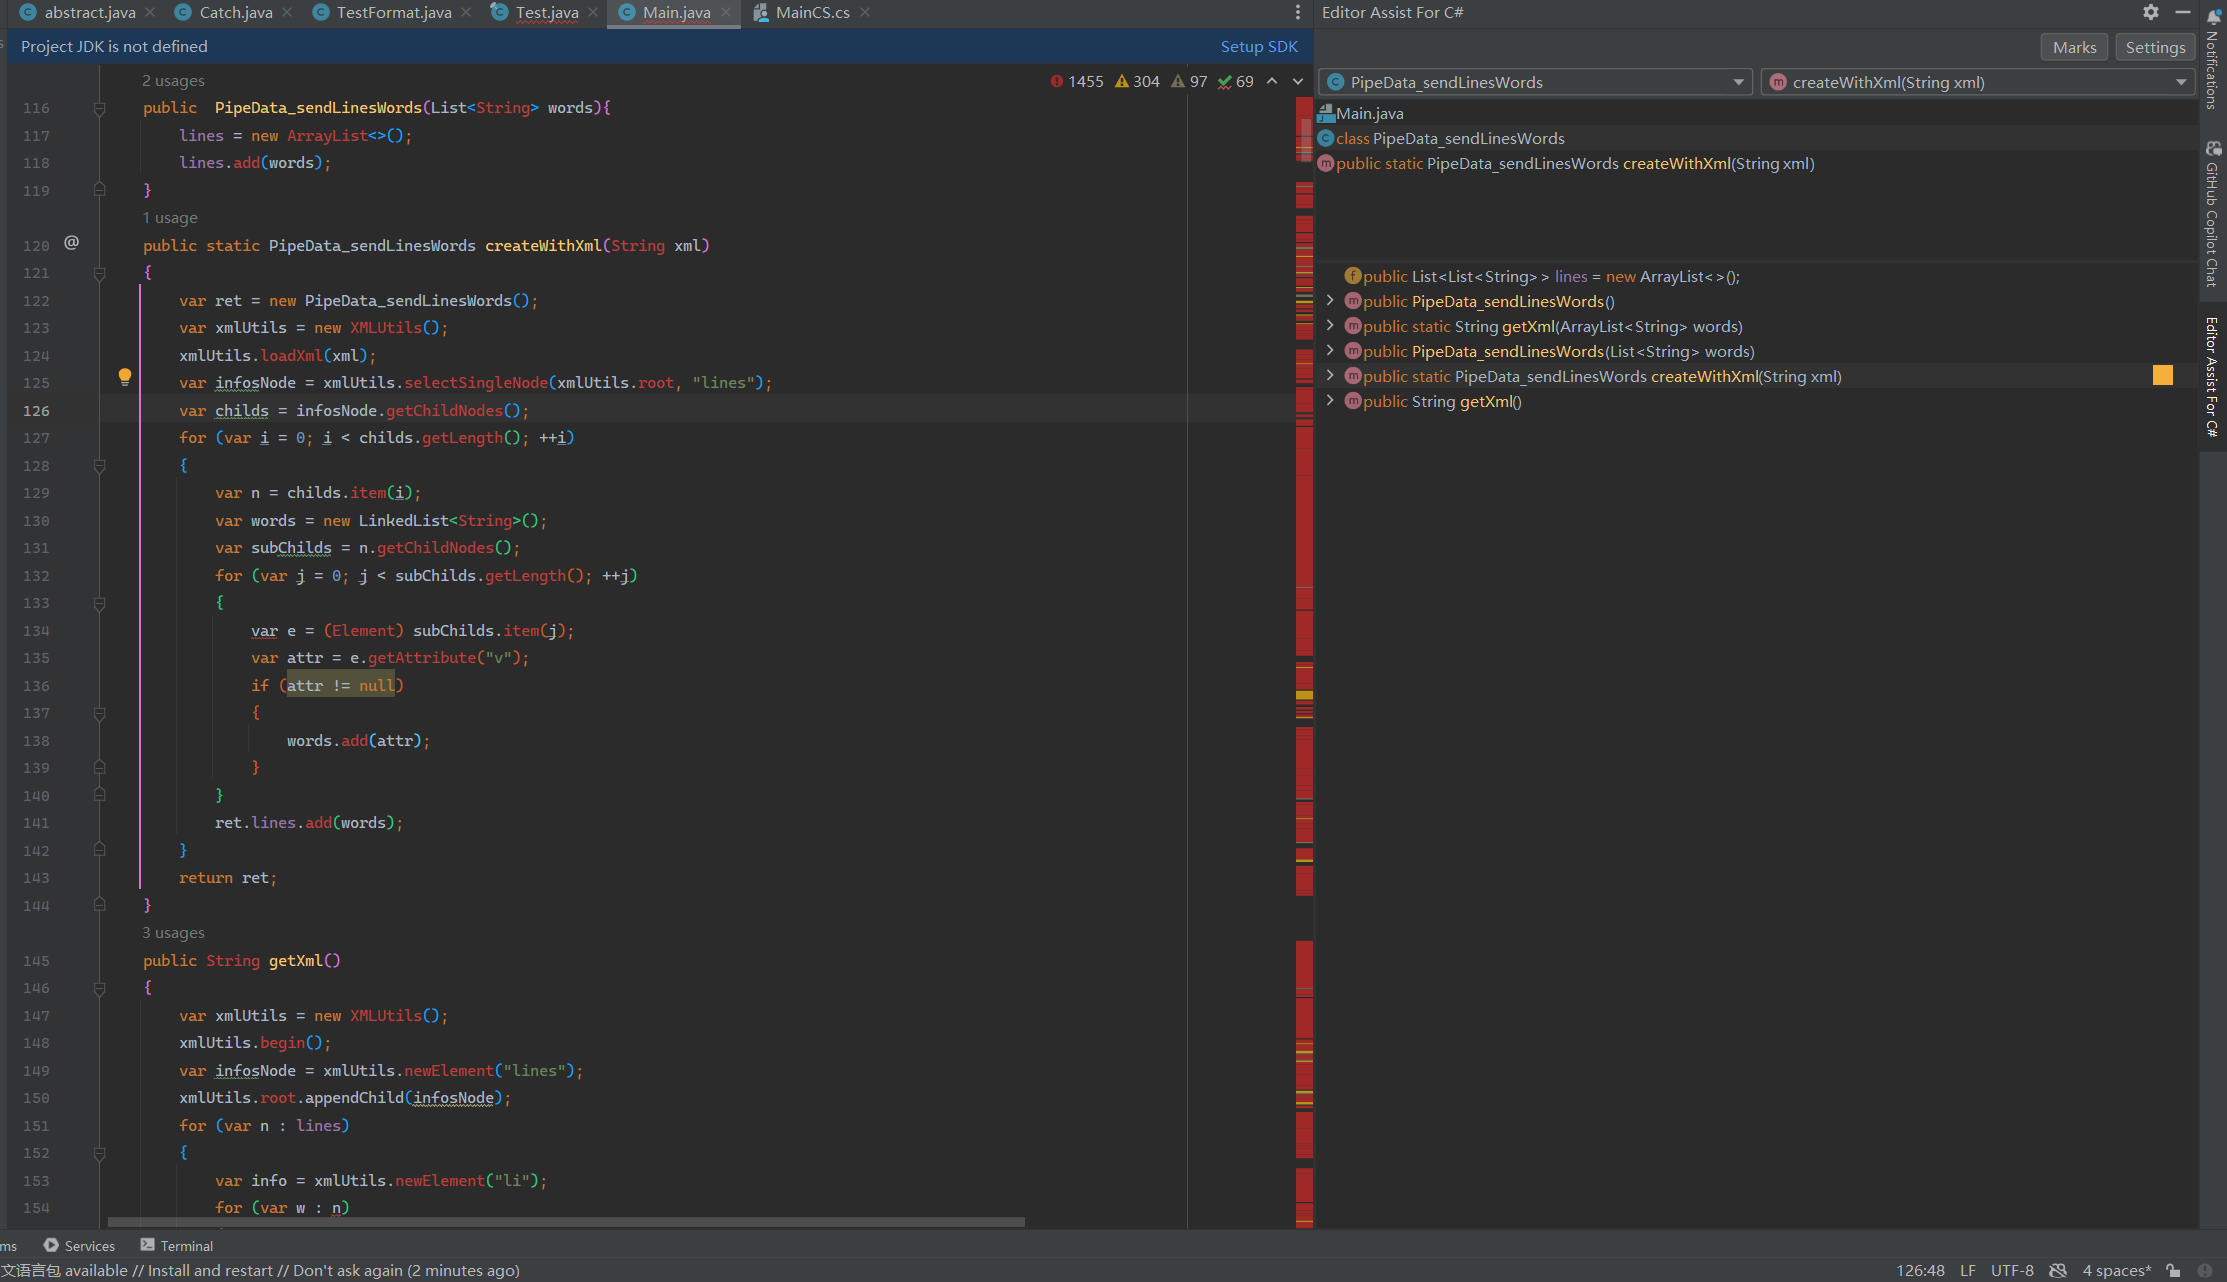 abstract.java
Catch.java
TestFormat.java
Test.java
Main.java
MainCS.cs
Project JDK is not defined
Setup SDK
1455
304
97
69
2 usages
116 public  PipeData_sendLinesWords(List<String> words){
117 lines = new ArrayList<>();
118 lines.add(words);
119 }
1 usage
120 @ public static PipeData_sendLinesWords createWithXml(String xml)
121 {
122 var ret = new PipeData_sendLinesWords();
123 var xmlUtils = new XMLUtils();
124 xmlUtils.loadXml(xml);
125 var infosNode = xmlUtils.selectSingleNode(xmlUtils.root, "lines");
126 var childs = infosNode.getChildNodes();
127 for (var i = 0; i < childs.getLength(); ++i)
128 {
129 var n = childs.item(i);
130 var words = new LinkedList<String>();
131 var subChilds = n.getChildNodes();
132 for (var j = 0; j < subChilds.getLength(); ++j)
133 {
134 var e = (Element) subChilds.item(j);
135 var attr = e.getAttribute("v");
136 if (attr != null)
137 {
138 words.add(attr);
139 }
140 }
141 ret.lines.add(words);
142 }
143 return ret;
144 }
3 usages
145 public String getXml()
146 {
147 var xmlUtils = new XMLUtils();
148 xmlUtils.begin();
149 var infosNode = xmlUtils.newElement("lines");
150 xmlUtils.root.appendChild(infosNode);
151 for (var n : lines)
152 {
153 var info = xmlUtils.newElement("li");
154 for (var w : n)
Editor Assist For C#
Marks
Settings
PipeData_sendLinesWords
createWithXml(String xml)
Main.java
class PipeData_sendLinesWords
public static PipeData_sendLinesWords createWithXml(String xml)
public List<List<String>> lines = new ArrayList<>();
public PipeData_sendLinesWords()
public static String getXml(ArrayList<String> words)
public PipeData_sendLinesWords(List<String> words)
public static PipeData_sendLinesWords createWithXml(String xml)
public String getXml()
Notifications
GitHub Copilot Chat
Editor Assist For C#
ms
Services
Terminal
文语言包 available // Install and restart // Don't ask again (2 minutes ago)
126:48
LF
UTF-8
4 spaces*